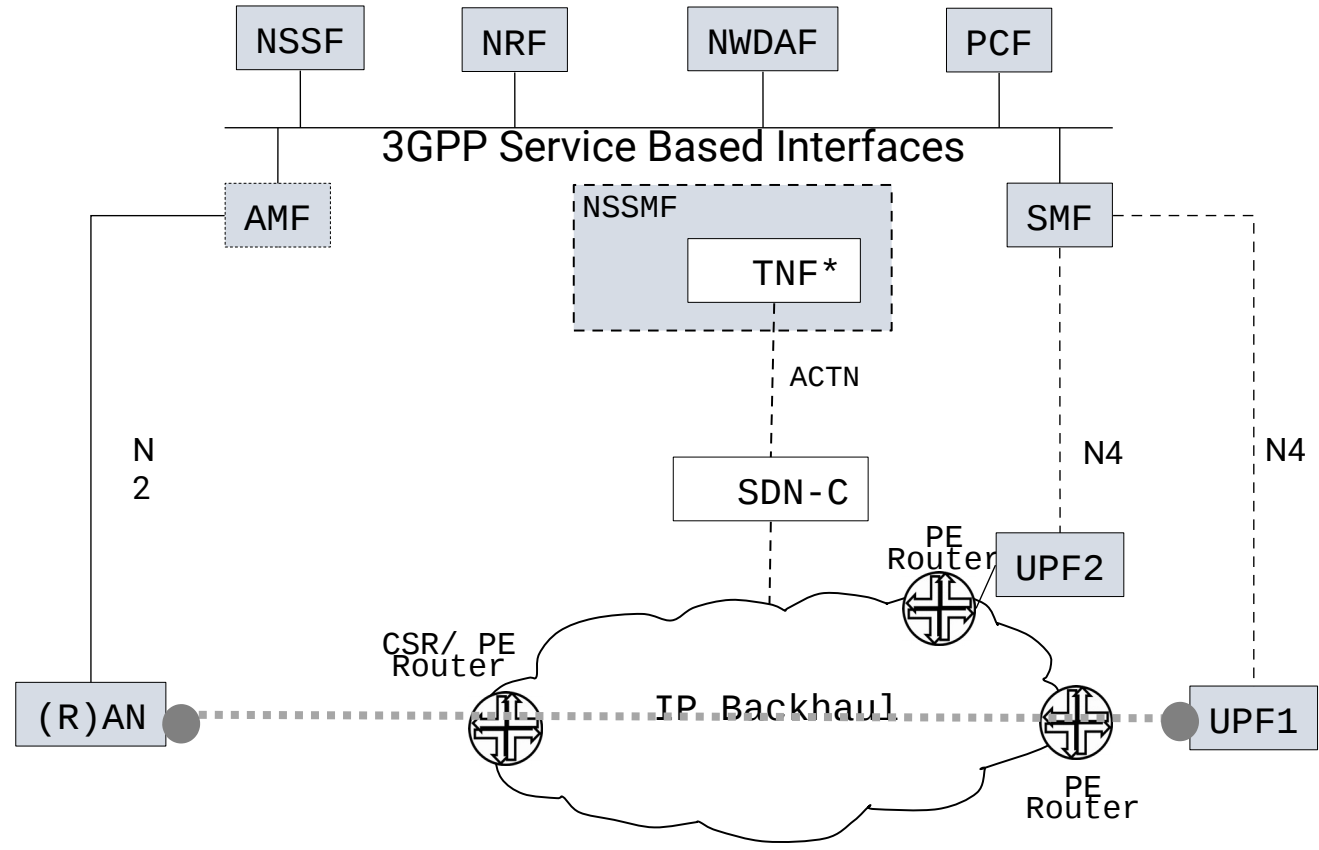 NSSF
NRF
NWDAF
PCF
3GPP Service Based Interfaces
AMF
NSSMF
TNF*
SMF
ACTN
N
2
N4
N4
SDN-C
PE
Router
UPF2
CSR/ PE
Router
(R)AN
IP Backhaul
UPF1
PE
Router